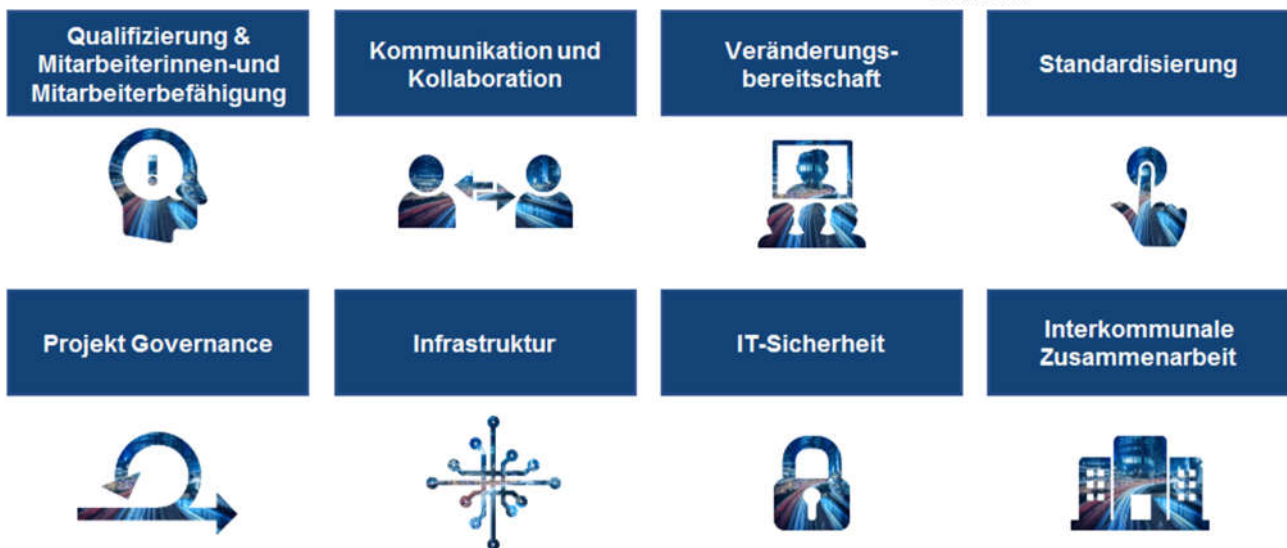 Qualifizierung &
Mitarbeiterinnen-und
Mitarbeiterbefähigung
Kommunikation und
Kollaboration
Veränderungs-
bereitschaft
Standardisierung
Projekt Governance
Infrastruktur
IT-Sicherheit
Interkommunale
Zusammenarbeit